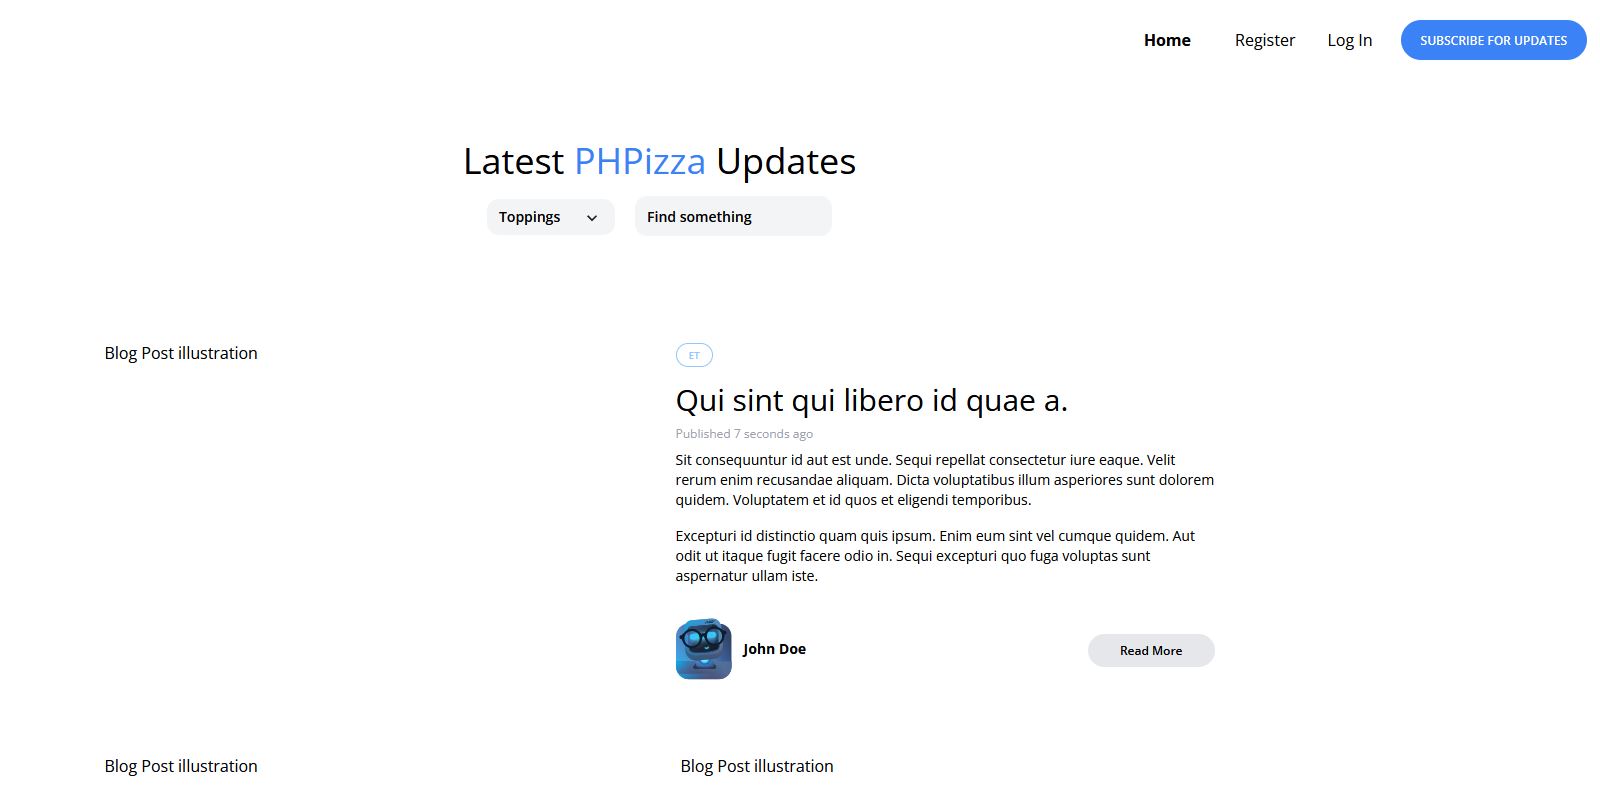 Home Register Log In SUBSCRIBE FOR UPDATES
Latest PHPizza Updates
Toppings Find something
Blog Post illustration
ET
Qui sint qui libero id quae a.
Published 7 seconds ago
Sit consequuntur id aut est unde. Sequi repellat consectetur iure eaque. Velit
rerum enim recusandae aliquam. Dicta voluptatibus illum asperiores sunt dolorem
quidem. Voluptatem et id quos et eligendi temporibus.
Excepturi id distinctio quam quis ipsum. Enim eum sint vel cumque quidem. Aut
odit ut itaque fugit facere odio in. Sequi excepturi quo fuga voluptas sunt
aspernatur ullam iste.
John Doe Read More
Blog Post illustration Blog Post illustration